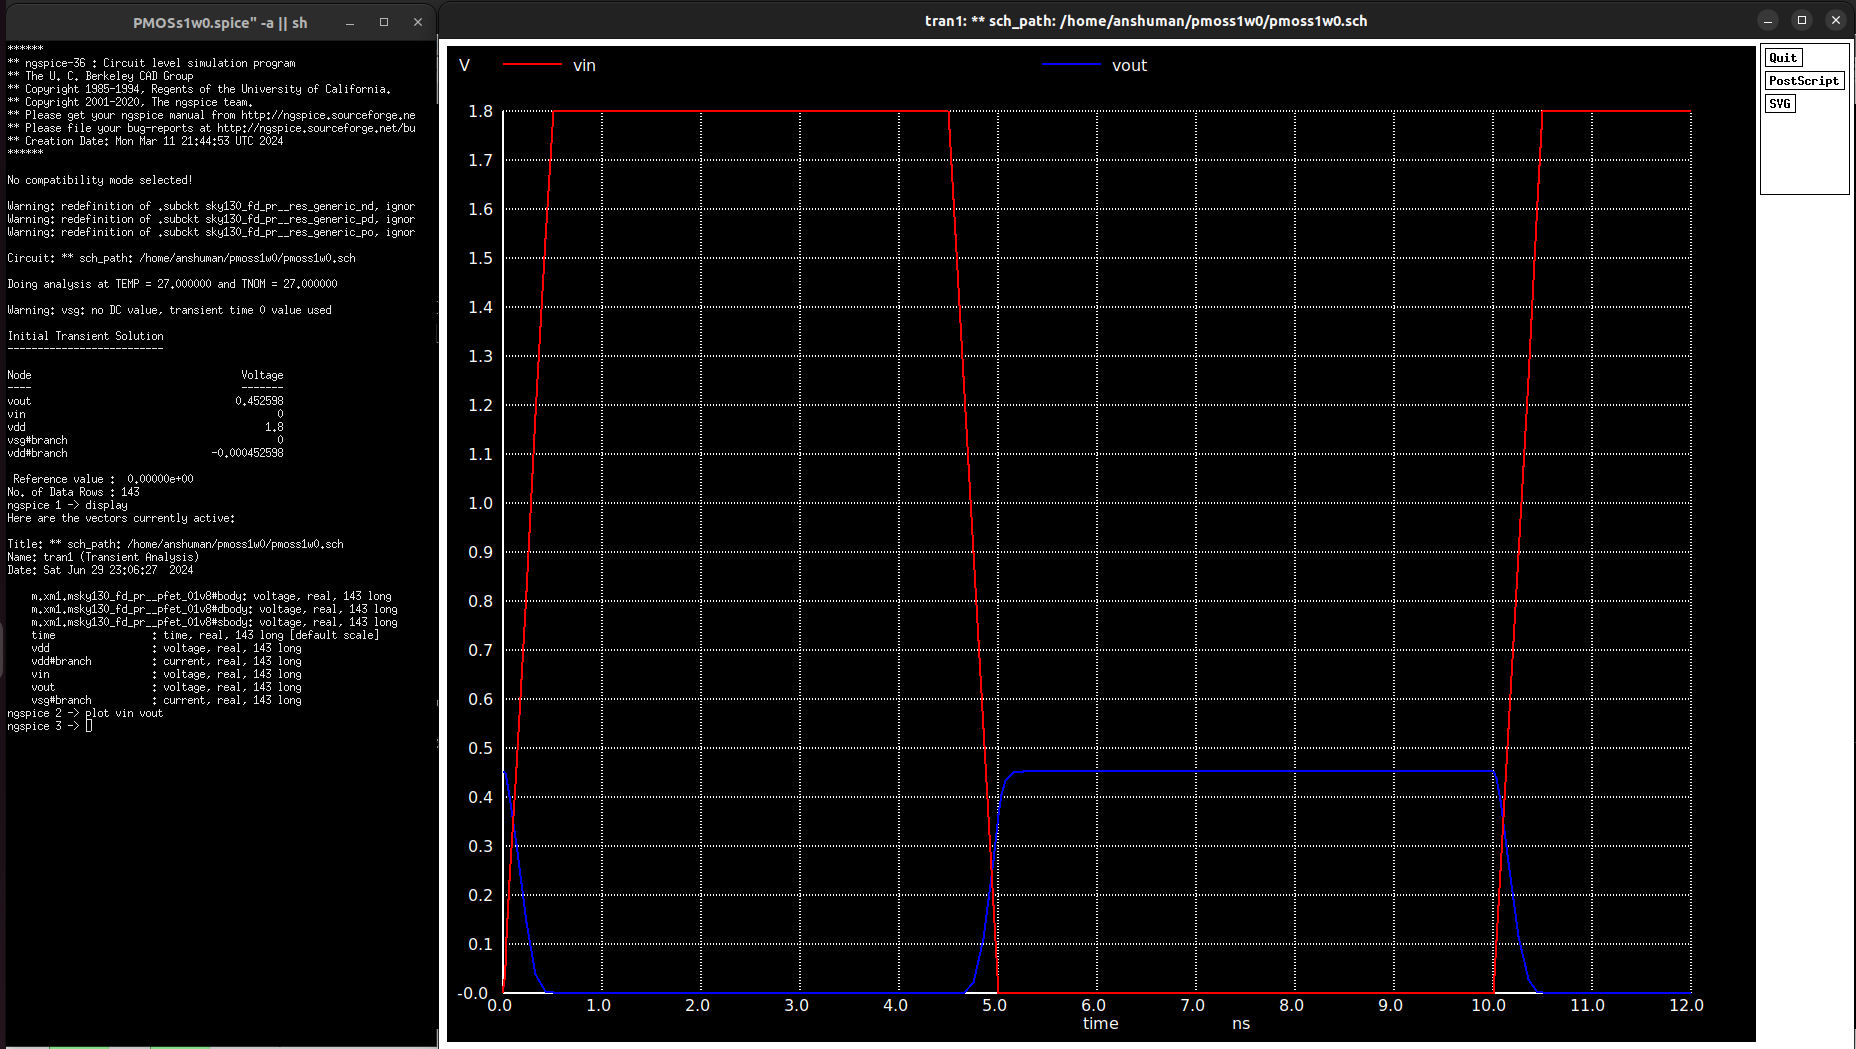 PMOSs1w0.spice" -a || sh
******
** ngspice-36 : Circuit level simulation program
** The U. C. Berkeley CAD Group
** Copyright 1985-1994, Regents of the University of California.
** Copyright 2001-2020, The ngspice team.
** Please get your ngspice manual from http://ngspice.sourceforge.ne
** Please file your bug-reports at http://ngspice.sourceforge.net/bu
** Creation Date: Mon Mar 11 21:44:53 UTC 2024
******
No compatibility mode selected!
Warning: redefinition of .subckt sky130_fd_pr__res_generic_nd, ignor
Warning: redefinition of .subckt sky130_fd_pr__res_generic_pd, ignor
Warning: redefinition of .subckt sky130_fd_pr__res_generic_po, ignor
Circuit: ** sch_path: /home/anshuman/pmoss1w0/pmoss1w0.sch
Doing analysis at TEMP = 27.000000 and TNOM = 27.000000
Warning: vsg: no DC value, transient time 0 value used
Initial Transient Solution
--------------------------
Node Voltage
---- -------
vout 0.452598
vin 0
vdd 1.8
vsg#branch 0
vdd#branch -0.000452598
Reference value : 0.00000e+00
No. of Data Rows : 143
ngspice 1 -> display
Here are the vectors currently active:
Title: ** sch_path: /home/anshuman/pmoss1w0/pmoss1w0.sch
Name: tran1 (Transient Analysis)
Date: Sat Jun 29 23:06:27 2024
m.xm1.msky130_fd_pr__pfet_01v8#body: voltage, real, 143 long
m.xm1.msky130_fd_pr__pfet_01v8#dbody: voltage, real, 143 long
m.xm1.msky130_fd_pr__pfet_01v8#sbody: voltage, real, 143 long
time : time, real, 143 long [default scale]
vdd : voltage, real, 143 long
vdd#branch : current, real, 143 long
vin : voltage, real, 143 long
vout : voltage, real, 143 long
vsg#branch : current, real, 143 long
ngspice 2 -> plot vin vout
ngspice 3 ->
tran1: ** sch_path: /home/anshuman/pmoss1w0/pmoss1w0.sch
V vin vout
1.8
1.7
1.6
1.5
1.4
1.3
1.2
1.1
1.0
0.9
0.8
0.7
0.6
0.5
0.4
0.3
0.2
0.1
-0.0
0.0 1.0 2.0 3.0 4.0 5.0 6.0 7.0 8.0 9.0 10.0 11.0 12.0
time ns
Quit
PostScript
SVG